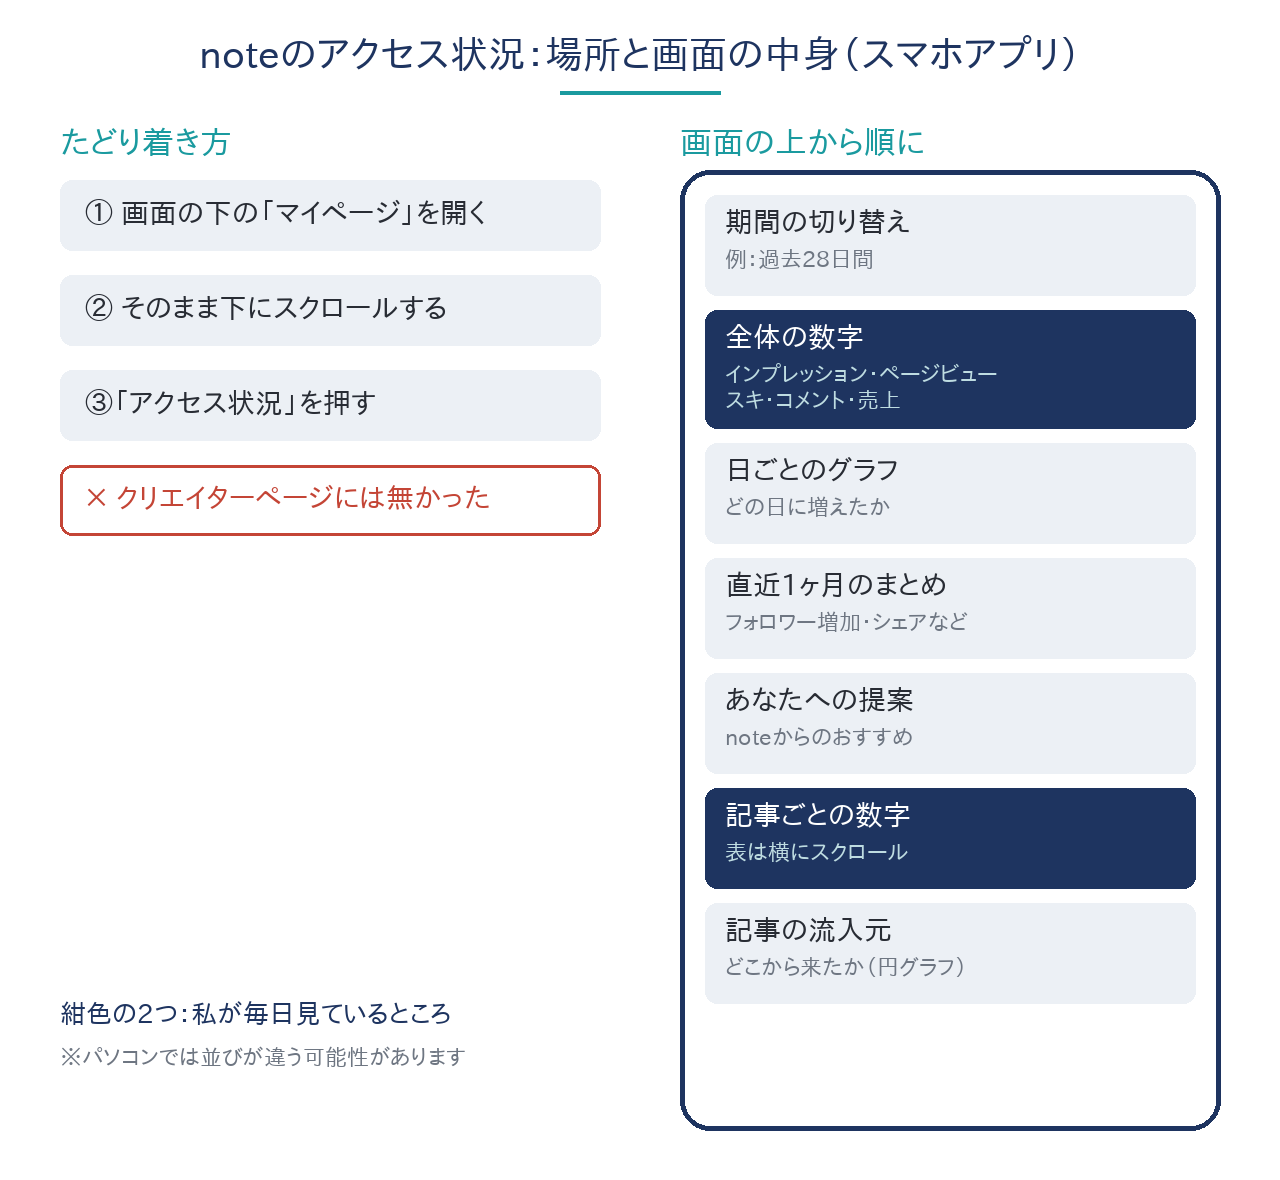 noteのアクセス状況：場所と画面の中身（スマホアプリ）
たどり着き方
① 画面の下の「マイページ」を開く
② そのまま下にスクロールする
③「アクセス状況」を押す
× クリエイターページには無かった
紺色の2つ：私が毎日見ているところ
※パソコンでは並びが違う可能性があります
画面の上から順に
期間の切り替え
例：過去28日間
全体の数字
インプレッション・ページビュー
スキ・コメント・売上
日ごとのグラフ
どの日に増えたか
直近1ヶ月のまとめ
フォロワー増加・シェアなど
あなたへの提案
noteからのおすすめ
記事ごとの数字
表は横にスクロール
記事の流入元
どこから来たか（円グラフ）